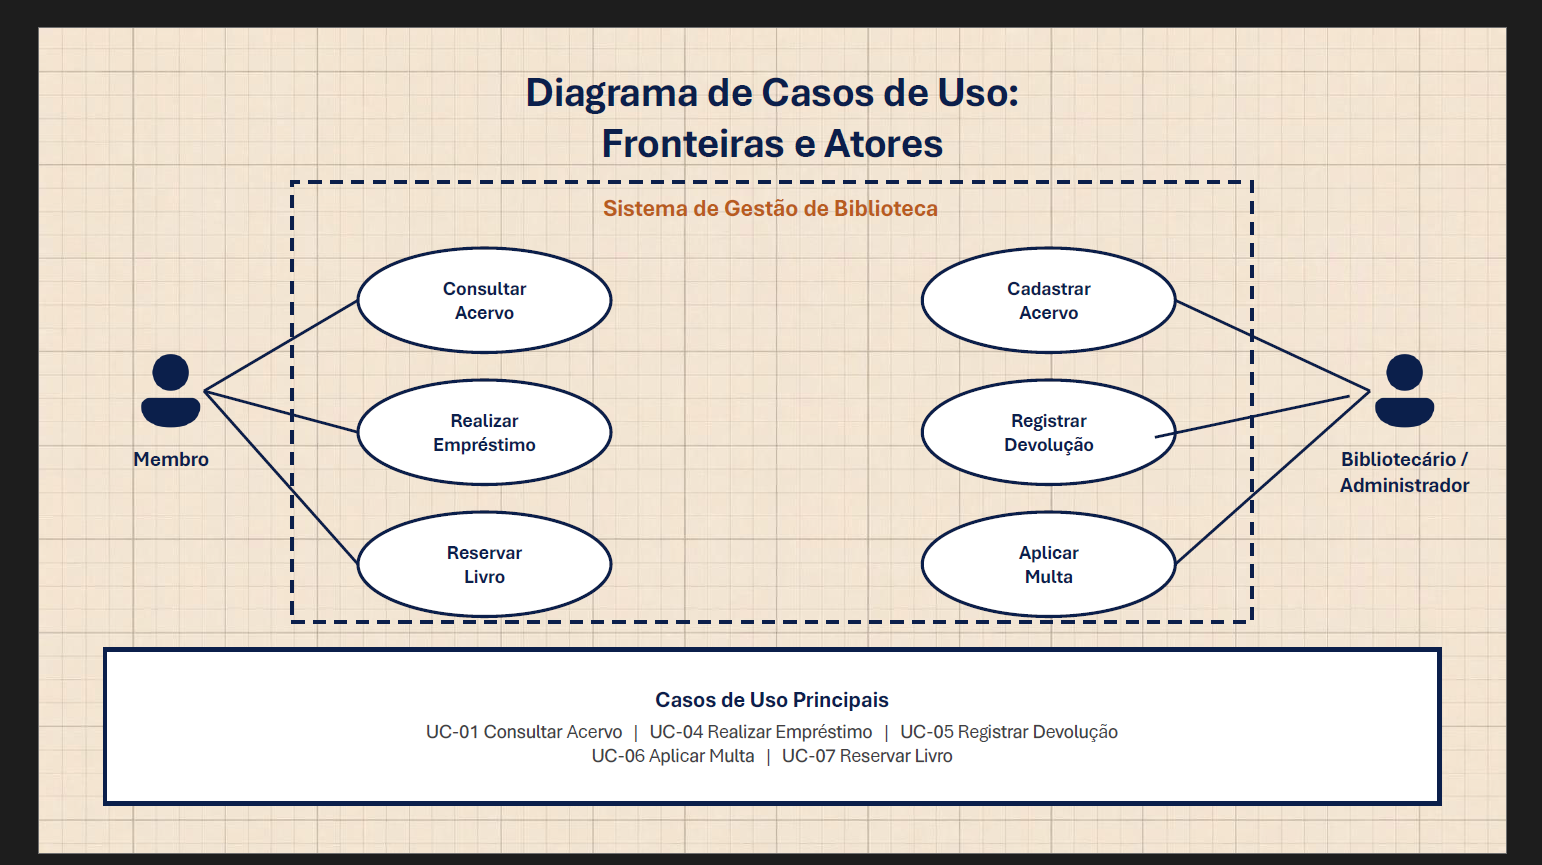 Diagrama de Casos de Uso:
Fronteiras e Atores
Sistema de Gestão de Biblioteca
Consultar
Acervo
Cadastrar
Acervo
Realizar
Empréstimo
Registrar
Devolução
Membro
Bibliotecário /
Administrador
Reservar
Livro
Aplicar
Multa
Casos de Uso Principais
UC-01 Consultar Acervo | UC-04 Realizar Empréstimo | UC-05 Registrar Devolução
UC-06 Aplicar Multa | UC-07 Reservar Livro